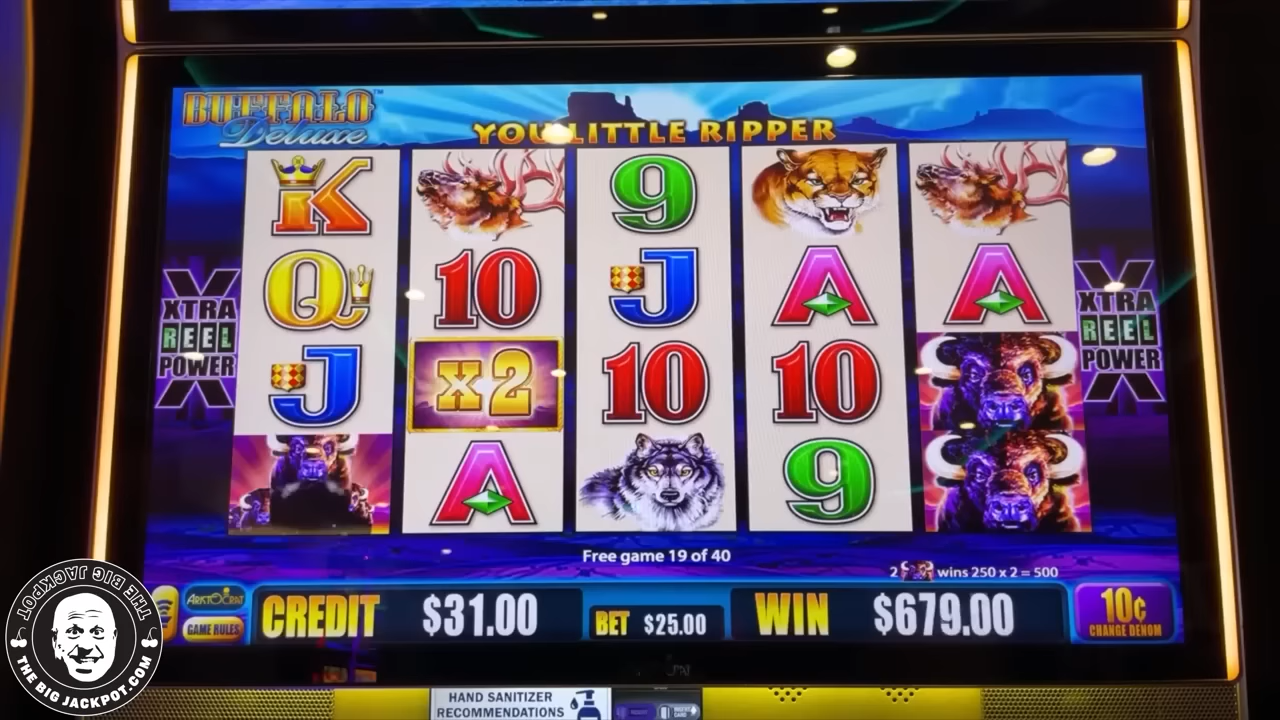 BUFFALO™
Deluxe
YOU LITTLE RIPPER
K
9
Q
10
J
A
A
XTRA
REEL
POWER
XTRA
REEL
POWER
J
x2
10
10
A
9
Free game 19 of 40
2 wins 250 x 2 = 500
ARISTOCRAT
GAME RULES
CREDIT $31.00
BET $25.00
WIN $679.00
10¢
CHANGE DENOM
THE BIG JACKPOT
THE BIG JACKPOT.COM
HAND SANITIZER
RECOMMENDATIONS